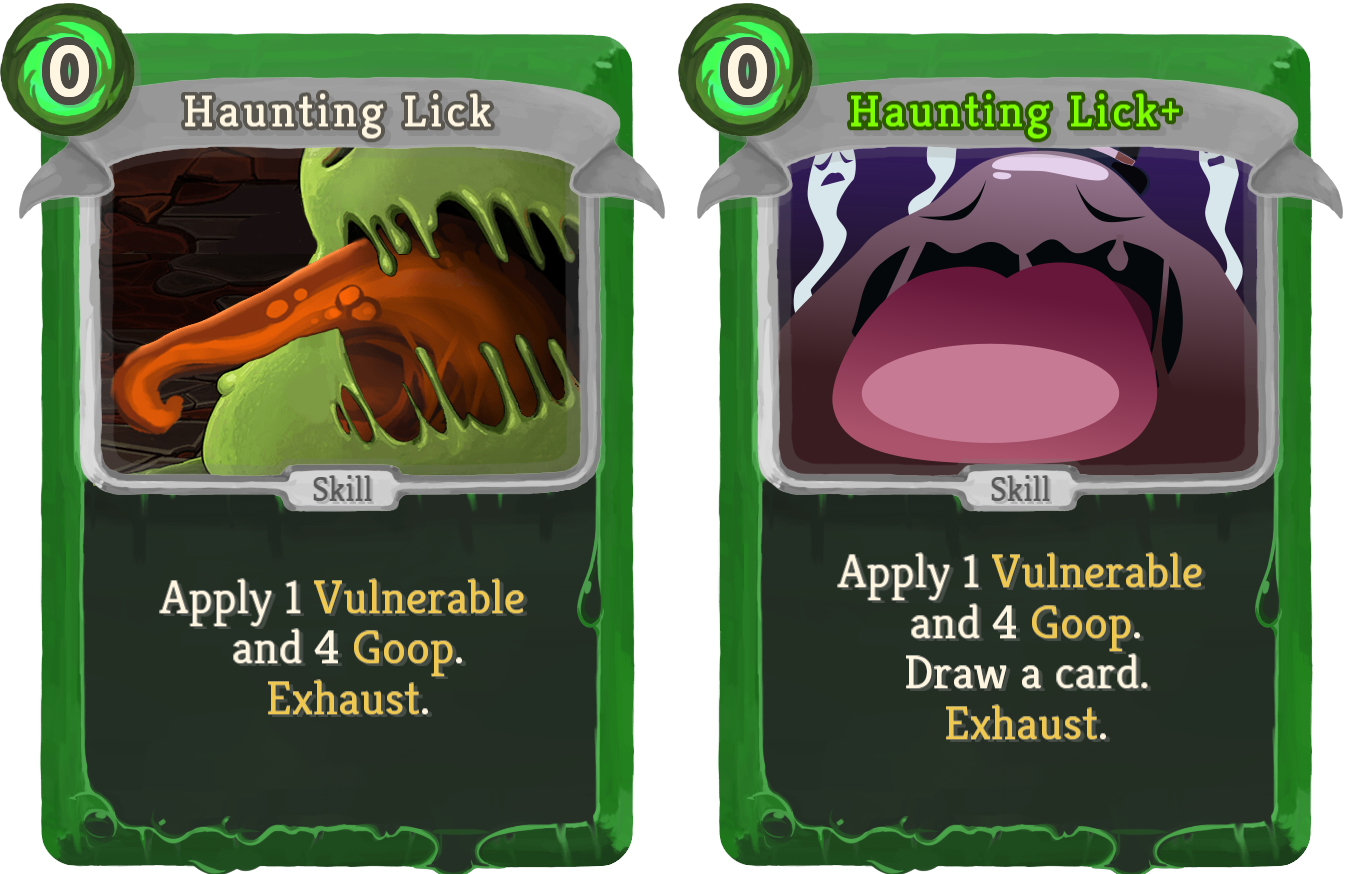 0
Haunting Lick
Skill
Apply 1 Vulnerable
and 4 Goop.
Exhaust.
0
Haunting Lick+
Skill
Apply 1 Vulnerable
and 4 Goop.
Draw a card.
Exhaust.